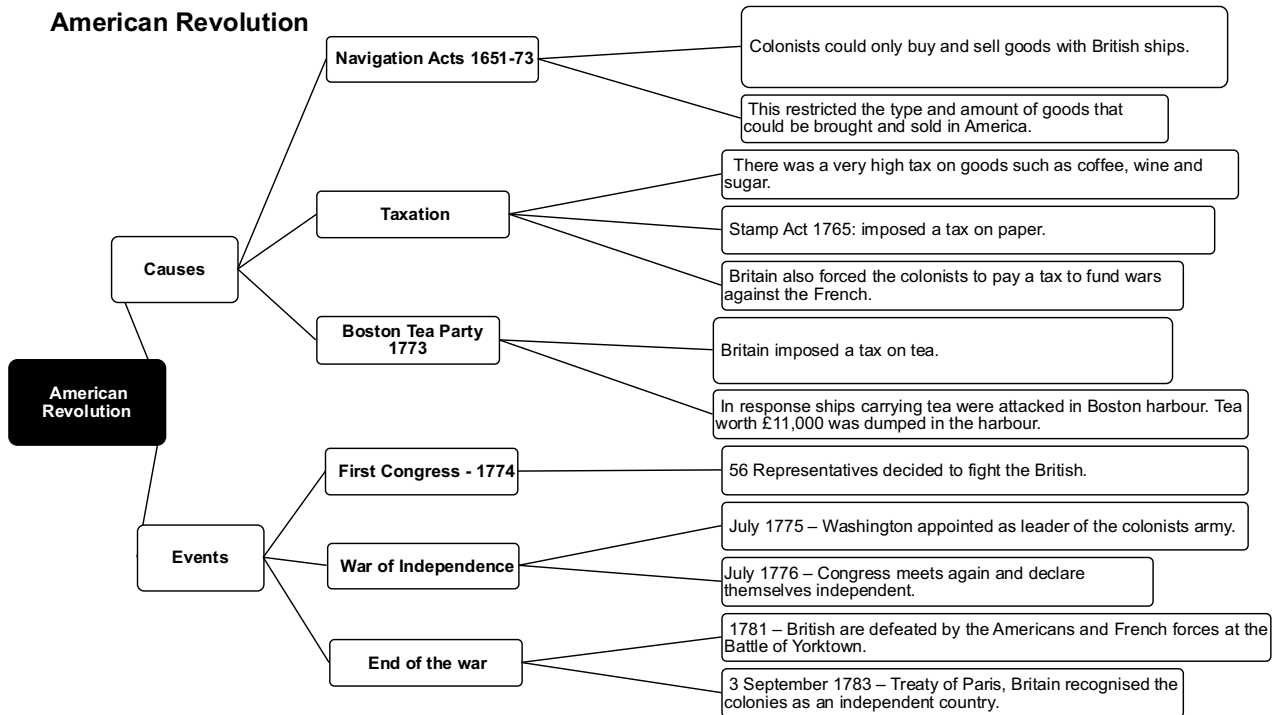 American Revolution
Navigation Acts 1651-73
Colonists could only buy and sell goods with British ships.
This restricted the type and amount of goods that
could be brought and sold in America.
Taxation
There was a very high tax on goods such as coffee, wine and
sugar.
Stamp Act 1765: imposed a tax on paper.
Britain also forced the colonists to pay a tax to fund wars
against the French.
Causes
Boston Tea Party
1773
Britain imposed a tax on tea.
In response ships carrying tea were attacked in Boston harbour. Tea
worth £11,000 was dumped in the harbour.
American
Revolution
First Congress - 1774
56 Representatives decided to fight the British.
Events
War of Independence
July 1775 – Washington appointed as leader of the colonists army.
July 1776 – Congress meets again and declare
themselves independent.
End of the war
1781 – British are defeated by the Americans and French forces at the
Battle of Yorktown.
3 September 1783 – Treaty of Paris, Britain recognised the
colonies as an independent country.